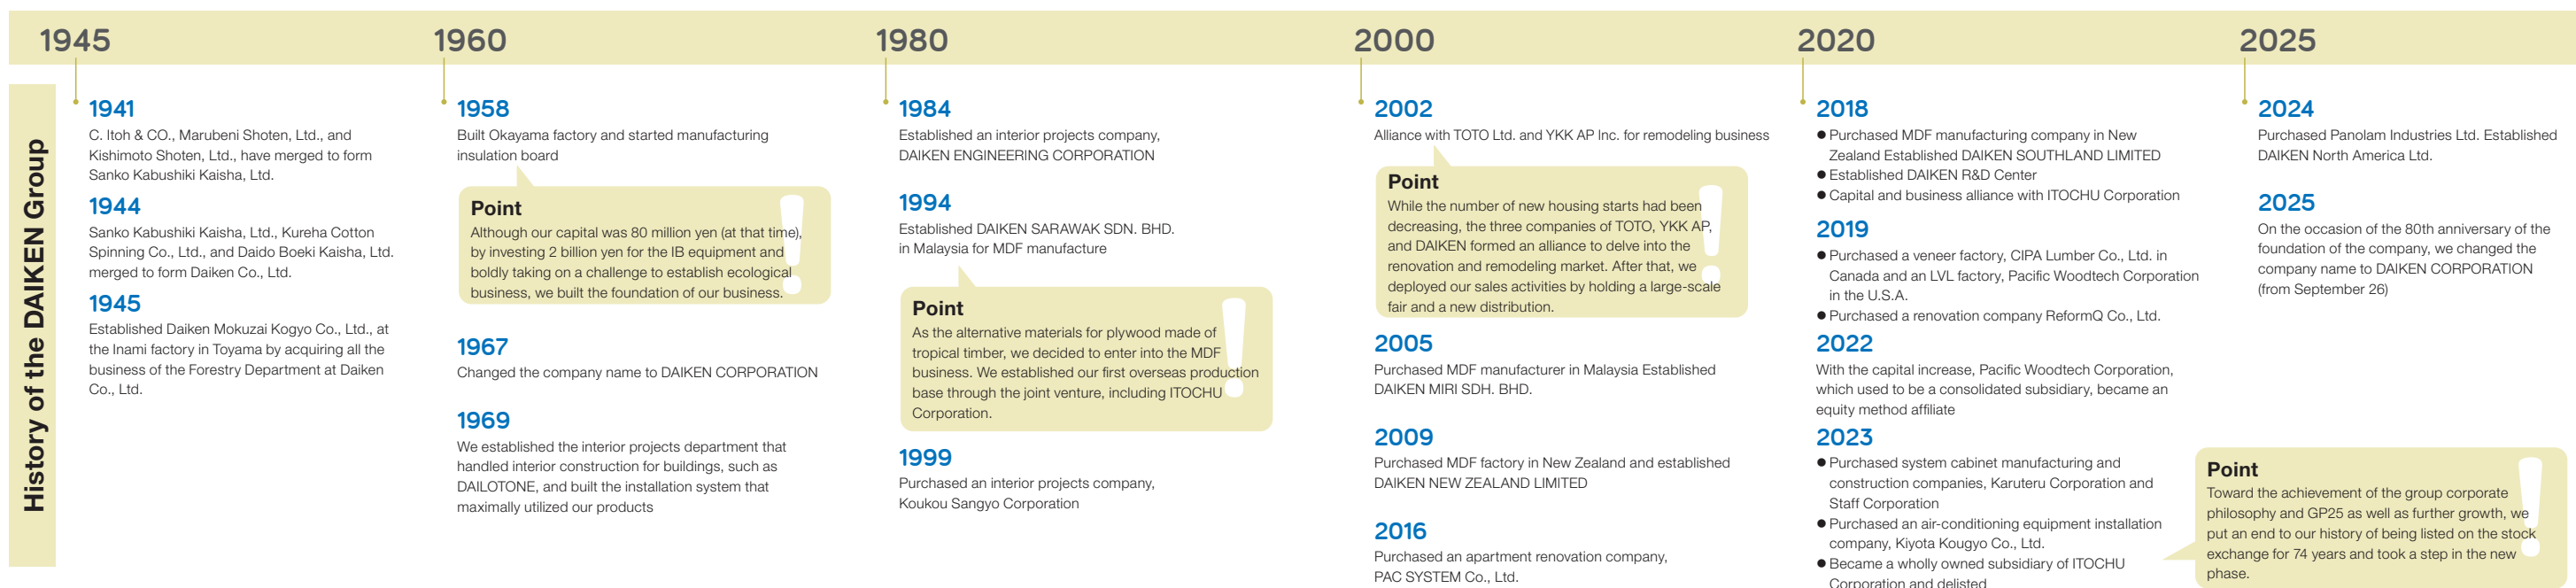 1945
1960
1980
2000
2020
2025
History of the DAIKEN Group
1941
C. Itoh & CO., Marubeni Shoten, Ltd., and
Kishimoto Shoten, Ltd., have merged to form
Sanko Kabushiki Kaisha, Ltd.
1944
Sanko Kabushiki Kaisha, Ltd., Kureha Cotton
Spinning Co., Ltd., and Daido Boeki Kaisha, Ltd.
merged to form Daiken Co., Ltd.
1945
Established Daiken Mokuzai Kogyo Co., Ltd., at
the Inami factory in Toyama by acquiring all the
business of the Forestry Department at Daiken
Co., Ltd.
1958
Built Okayama factory and started manufacturing
insulation board
Point
Although our capital was 80 million yen (at that time),
by investing 2 billion yen for the IB equipment and
boldly taking on a challenge to establish ecological
business, we built the foundation of our business.
1967
Changed the company name to DAIKEN CORPORATION
1969
We established the interior projects department that
handled interior construction for buildings, such as
DAILOTONE, and built the installation system that
maximally utilized our products
1984
Established an interior projects company,
DAIKEN ENGINEERING CORPORATION
1994
Established DAIKEN SARAWAK SDN. BHD.
in Malaysia for MDF manufacture
Point
As the alternative materials for plywood made of
tropical timber, we decided to enter into the MDF
business. We established our first overseas production
base through the joint venture, including ITOCHU
Corporation.
1999
Purchased an interior projects company,
Koukou Sangyo Corporation
2002
Alliance with TOTO Ltd. and YKK AP Inc. for remodeling business
Point
While the number of new housing starts had been
decreasing, the three companies of TOTO, YKK AP,
and DAIKEN formed an alliance to delve into the
renovation and remodeling market. After that, we
deployed our sales activities by holding a large-scale
fair and a new distribution.
2005
Purchased MDF manufacturer in Malaysia Established
DAIKEN MIRI SDH. BHD.
2009
Purchased MDF factory in New Zealand and established
DAIKEN NEW ZEALAND LIMITED
2016
Purchased an apartment renovation company,
PAC SYSTEM Co., Ltd.
2018
● Purchased MDF manufacturing company in New
Zealand Established DAIKEN SOUTHLAND LIMITED
● Established DAIKEN R&D Center
● Capital and business alliance with ITOCHU Corporation
2019
● Purchased a veneer factory, CIPA Lumber Co., Ltd. in
Canada and an LVL factory, Pacific Woodtech Corporation
in the U.S.A.
● Purchased a renovation company ReformQ Co., Ltd.
2022
With the capital increase, Pacific Woodtech Corporation,
which used to be a consolidated subsidiary, became an
equity method affiliate
2023
● Purchased system cabinet manufacturing and
construction companies, Karuteru Corporation and
Staff Corporation
● Purchased an air-conditioning equipment installation
company, Kiyota Kougyo Co., Ltd.
● Became a wholly owned subsidiary of ITOCHU
Corporation and delisted
2024
Purchased Panolam Industries Ltd. Established
DAIKEN North America Ltd.
2025
On the occasion of the 80th anniversary of the
foundation of the company, we changed the
company name to DAIKEN CORPORATION
(from September 26)
Point
Toward the achievement of the group corporate
philosophy and GP25 as well as further growth, we
put an end to our history of being listed on the stock
exchange for 74 years and took a step in the new
phase.